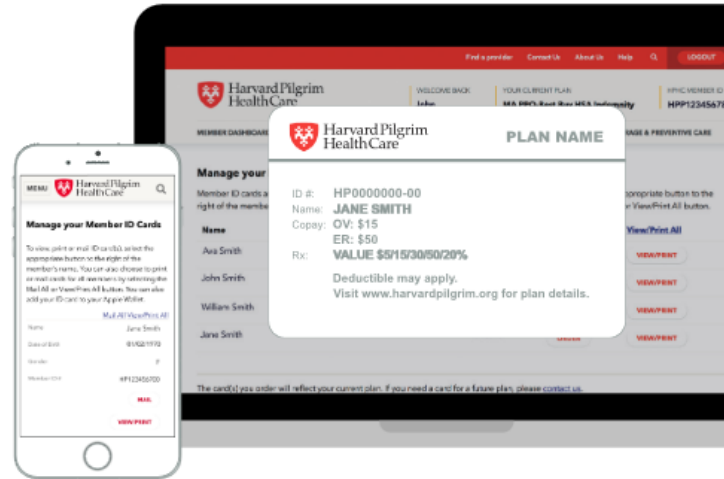 Find a provider Contact Us About Us Help LOGOUT
Harvard Pilgrim
HealthCare
WELCOME BACK
John
YOUR CURRENT PLAN
HPHC MEMBER ID
HPP1234567
MEMBER DASHBOARD
& PREVENTIVE CARE
Manage your
Member ID cards a
right of the membe
propriate button to the
r View/Print All button.
Name
View/Print All
Ava Smith
VIEW/PRINT
John Smith
VIEW/PRINT
William Smith
VIEW/PRINT
Jane Smith
ORDER
VIEW/PRINT
The card(s) you order will reflect your current plan. If you need a card for a future plan, please contact us.
Harvard Pilgrim
HealthCare
PLAN NAME
ID #: HP0000000-00
Name: JANE SMITH
Copay: OV: $15
ER: $50
Rx: VALUE $5/15/30/50/20%
Deductible may apply.
Visit www.harvardpilgrim.org for plan details.
MENU
Harvard Pilgrim
HealthCare
Manage your Member ID Cards
To view, print or mail ID card(s), select the
appropriate button to the right of the
member's name. You can also choose to print
or mail cards for all members by selecting the
Mail All or View/Print All button. You can also
add your ID card to your Apple Wallet.
Mail All View/Print All
Name Jane Smith
Date of Birth 01/02/1970
Gender F
Member ID# HP123456700
MAIL
VIEW/PRINT